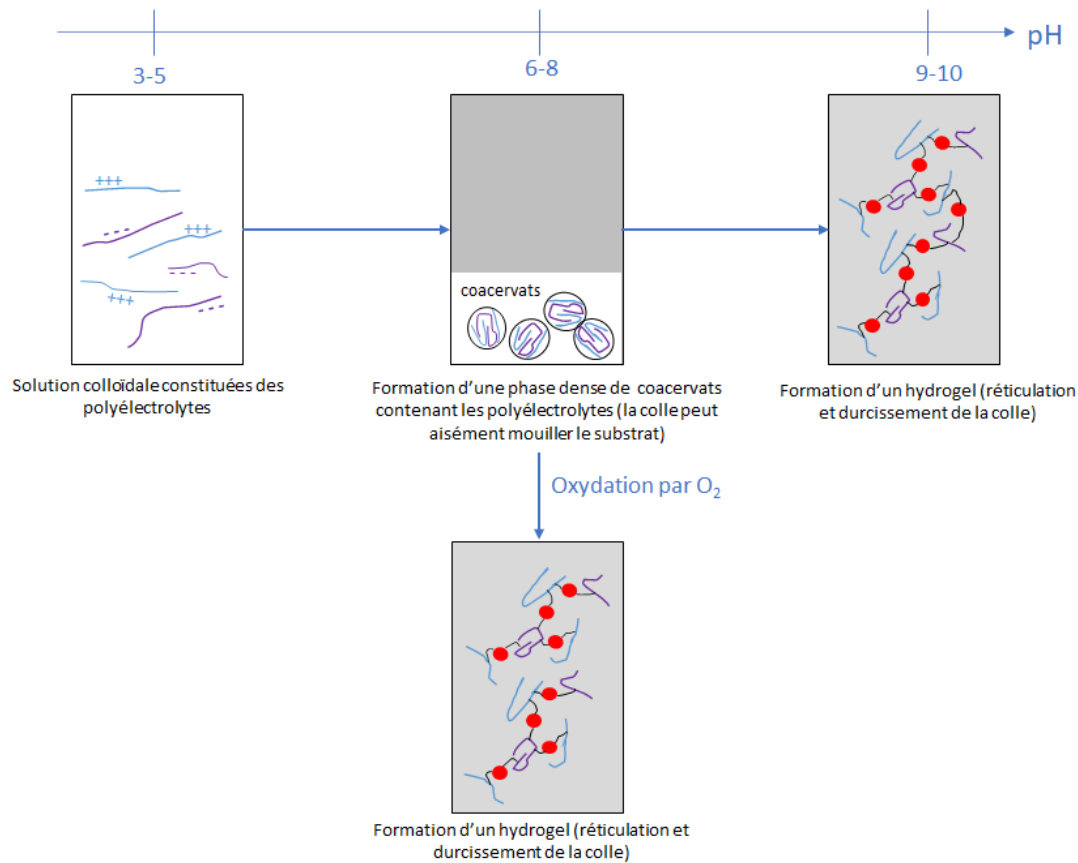 pH
3-5
6-8
9-10
+++
+++
+++
- - -
- - -
- - -
coacervats
Solution colloïdale constituées des
polyélectrolytes
Formation d'une phase dense de coacervats
contenant les polyélectrolytes (la colle peut
aisément mouiller le substrat)
Formation d'un hydrogel (réticulation
et durcissement de la colle)
Oxydation par O₂
Formation d'un hydrogel (réticulation et
durcissement de la colle)